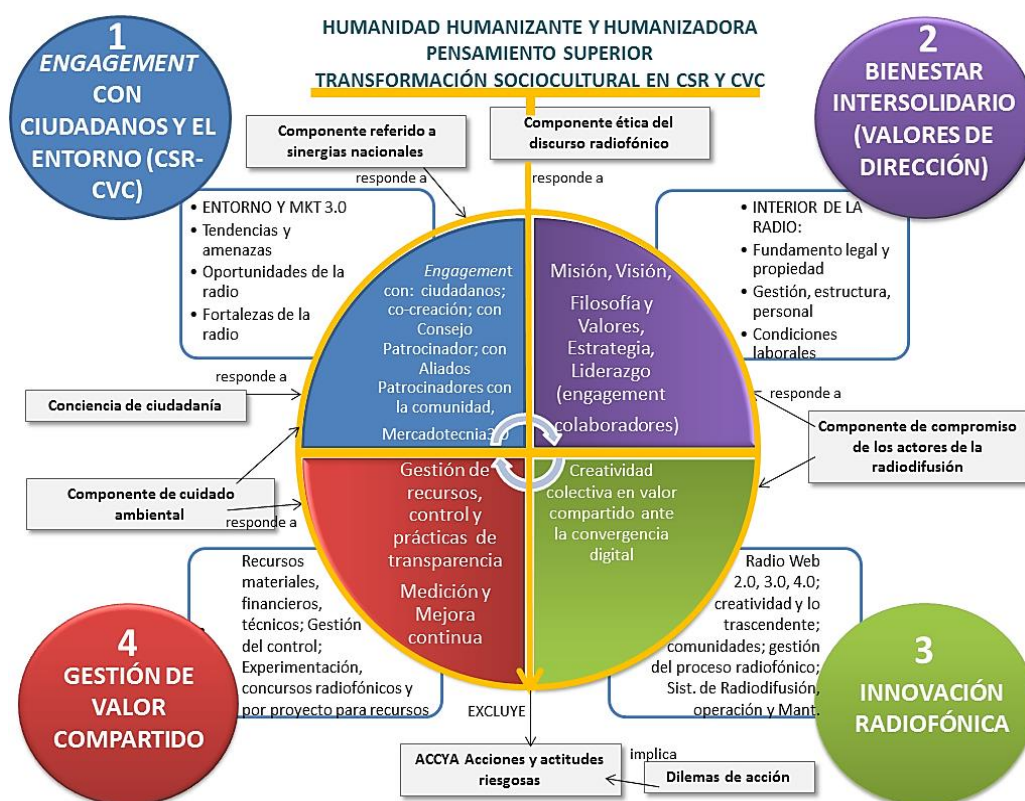 HUMANIDAD HUMANIZANTE Y HUMANIZADORA
PENSAMIENTO SUPERIOR
TRANSFORMACIÓN SOCIOCULTURAL EN CSR Y CVC
1
ENGAGEMENT
CON
CIUDADANOS Y EL
ENTORNO (CSR-
CVC)
2
BIENESTAR
INTERSOLIDARIO
(VALORES DE
DIRECCIÓN)
Componente referido a
sinergias nacionales
Componente ética del
discurso radiofónico
responde a
responde a
• ENTORNO Y MKT 3.0
• Tendencias y
amenazas
• Oportunidades de la
radio
• Fortalezas de la
radio
• INTERIOR DE LA
RADIO:
• Fundamento legal y
propiedad
• Gestión, estructura,
personal
• Condiciones
laborales
Engagement
con: ciudadanos;
co-creación; con
Consejo
Patrocinador; con
Aliados
Patrocinadores con
la comunidad,
Mercadotecnia3.0
Misión, Visión,
Filosofía y
Valores,
Estrategia,
Liderazgo
(engagement
colaboradores)
responde a
Conciencia de ciudadanía
responde a
Componente de compromiso
de los actores de la
radiodifusión
Componente de cuidado
ambiental
responde a
Gestión de
recursos,
control y
prácticas de
transparencia
Medición y
Mejora
continua
Creatividad
colectiva en valor
compartido ante
la convergencia
digital
Recursos
materiales,
financieros,
técnicos; Gestión
del control;
Experimentación,
concursos radiofónicos y
por proyecto para recursos
Radio Web
2.0, 3.0, 4.0;
creatividad y lo
trascendente;
comunidades; gestión
del proceso radiofónico;
Sist. de Radiodifusión,
operación y Mant.
4
GESTIÓN DE
VALOR
COMPARTIDO
3
INNOVACIÓN
RADIOFÓNICA
EXCLUYE
ACCYA Acciones y actitudes
riesgosas
implica
Dilemas de acción